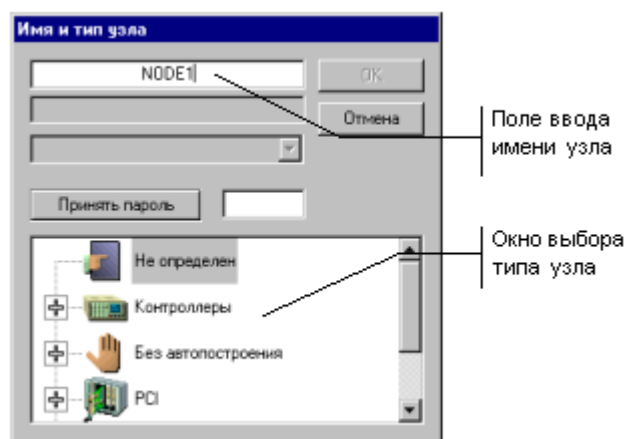 Имя и тип узла
NODE1
OK
Отмена
Принять пароль
Не определен
Контроллеры
Без автопостроения
PCI
Поле ввода
имени узла
Окно выбора
типа узла